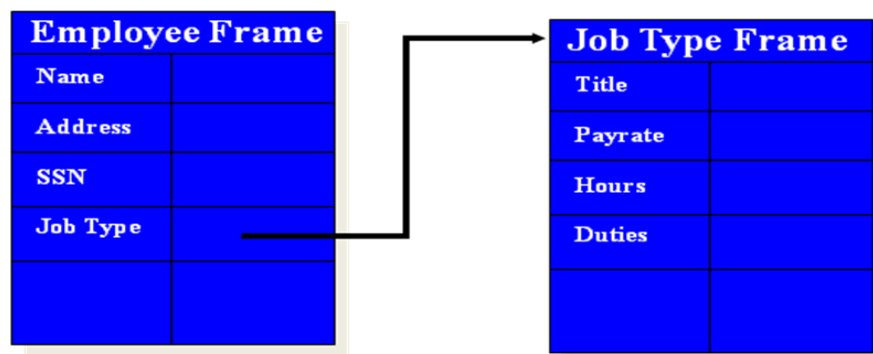 Employee Frame
Name
Address
SSN
Job Type
Job Type Frame
Title
Payrate
Hours
Duties